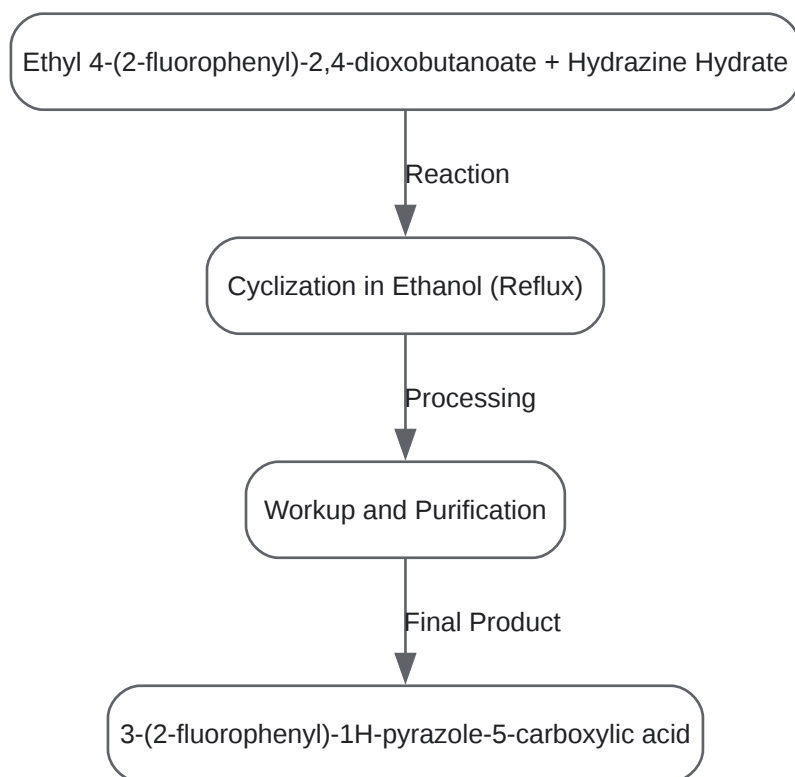 Ethyl 4-(2-fluorophenyl)-2,4-dioxobutanoate + Hydrazine Hydrate
Reaction
Cyclization in Ethanol (Reflux)
Processing
Workup and Purification
Final Product
3-(2-fluorophenyl)-1H-pyrazole-5-carboxylic acid